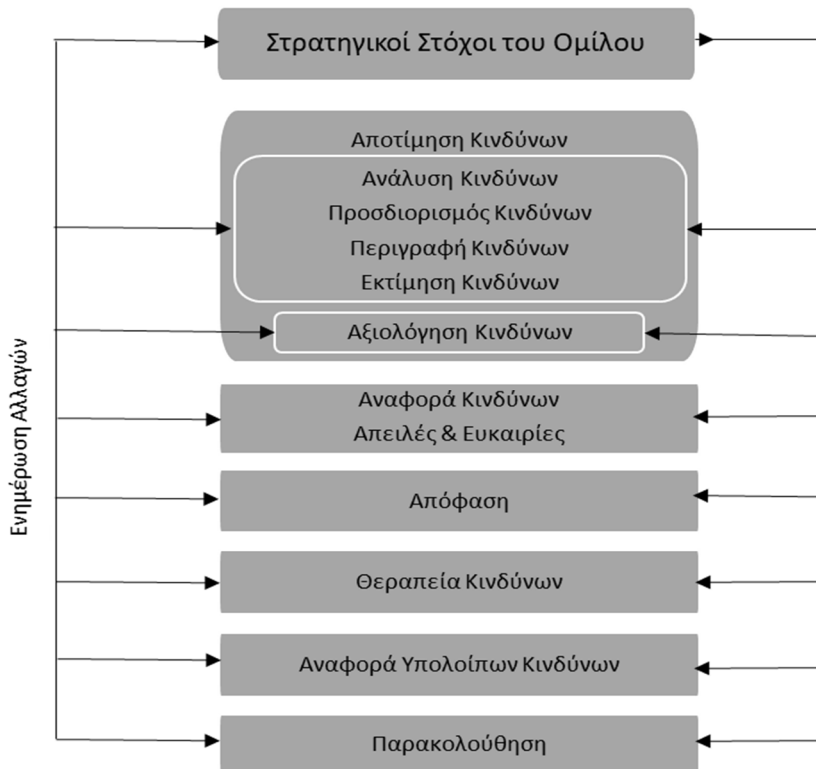 Στρατηγικοί Στόχοι του Ομίλου
Αποτίμηση Κινδύνων
Ανάλυση Κινδύνων
Προσδιορισμός Κινδύνων
Περιγραφή Κινδύνων
Εκτίμηση Κινδύνων
Αξιολόγηση Κινδύνων
Αναφορά Κινδύνων
Απειλές & Ευκαιρίες
Απόφαση
Θεραπεία Κινδύνων
Αναφορά Υπολοίπων Κινδύνων
Παρακολούθηση
Ενημέρωση Αλλαγών